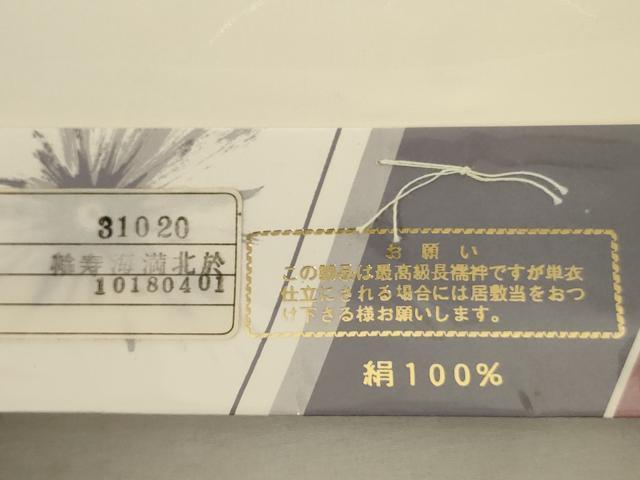 31020
輪寿海満北於
10180401
お願い
この製品は最高級長襦袢ですが単衣
仕立にされる場合には居敷当をおつ
け下さる様お願いします。
絹100%